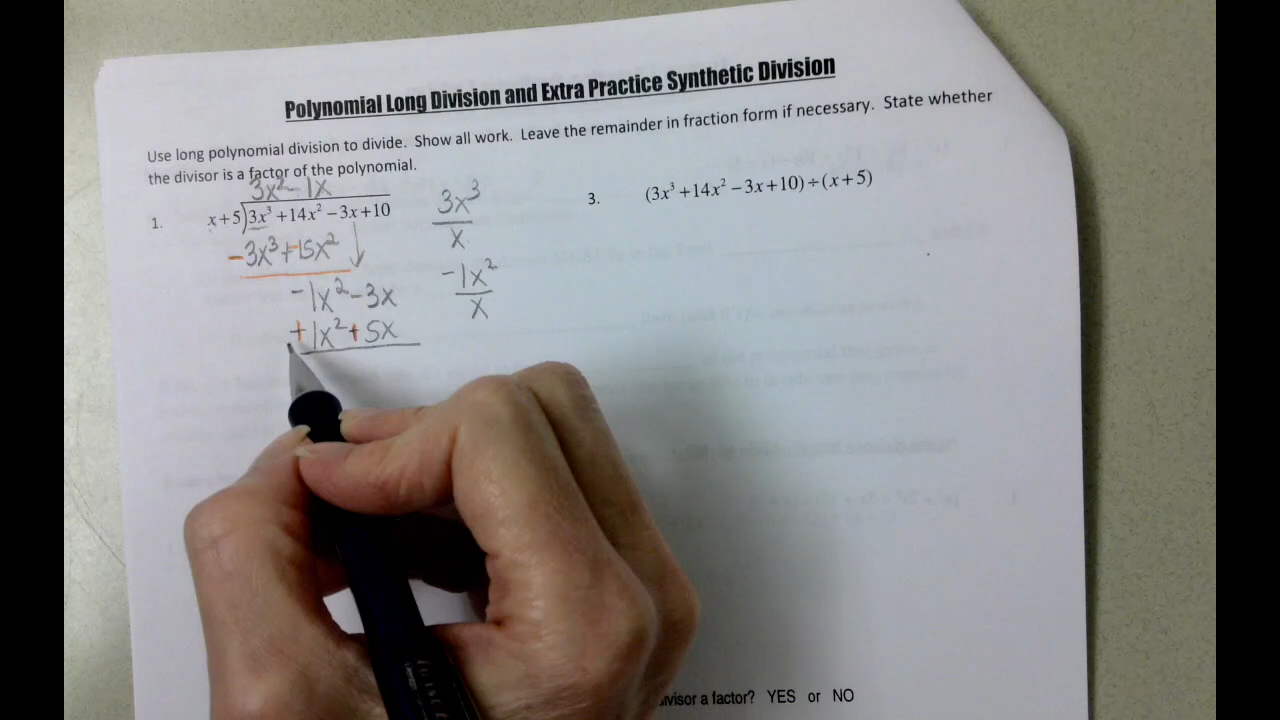 Polynomial Long Division and Extra Practice Synthetic Division
Use long polynomial division to divide. Show all work. Leave the remainder in fraction form if necessary. State whether
the divisor is a factor of the polynomial.
3x² - 1x
1. x+5)3x³ +14x² −3x+10
- 3x³ + 15x²
-1x² - 3x
+ 1x² + 5x
3x³
x
-1x²
x
3. (3x³ +14x² −3x+10)÷(x+5)
divisor a factor? YES or NO